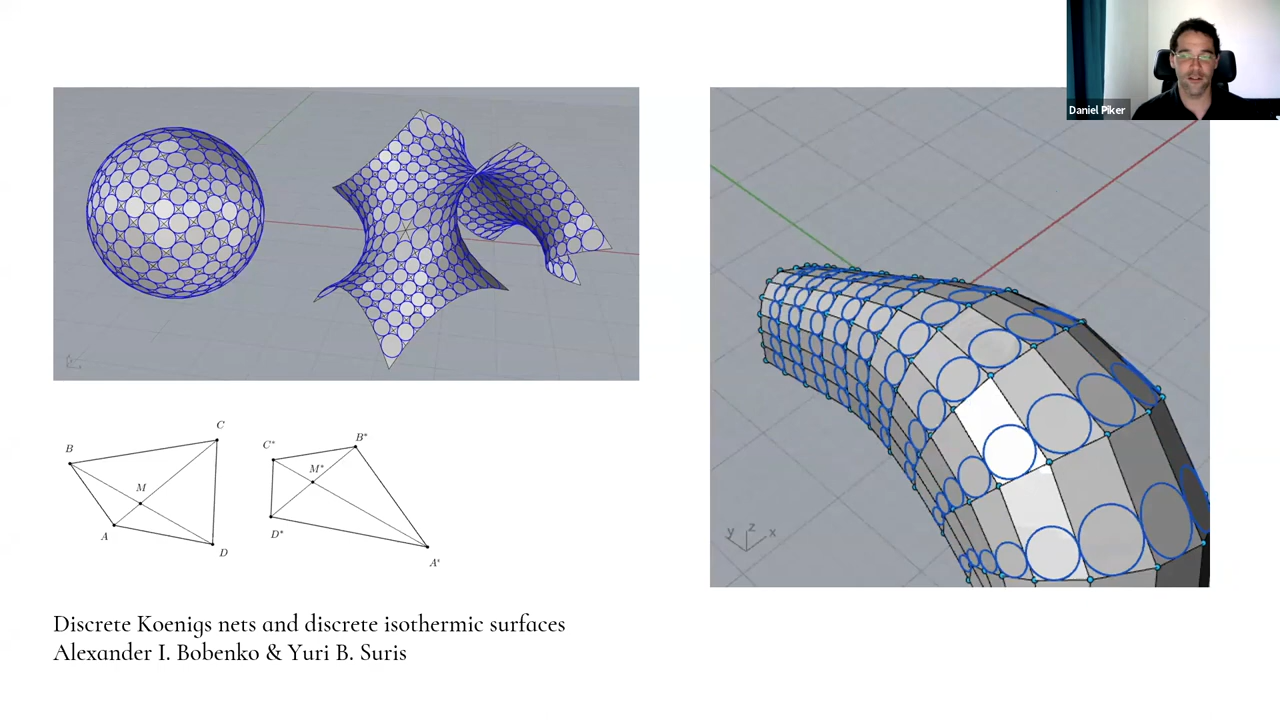 Daniel Piker
B
C
M
A
D
C*
B*
M*
D*
A*
y
z
x
Discrete Koenigs nets and discrete isothermic surfaces
Alexander I. Bobenko & Yuri B. Suris